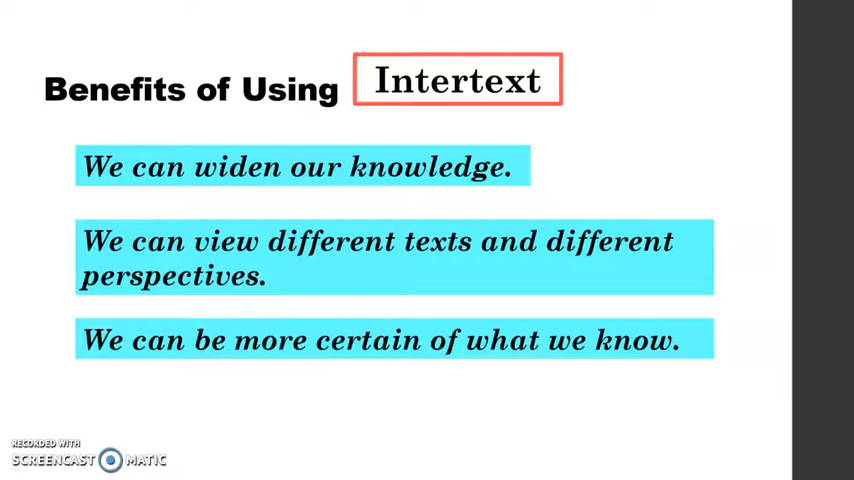 Benefits of Using Intertext
We can widen our knowledge.
We can view different texts and different
perspectives.
We can be more certain of what we know.
RECORDED WITH
SCREENCAST MATIC